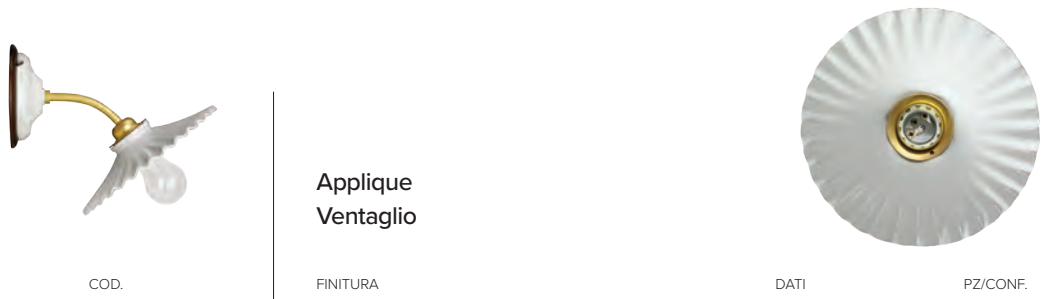 Applique
Ventaglio
COD.
FINITURA
DATI
PZ/CONF.